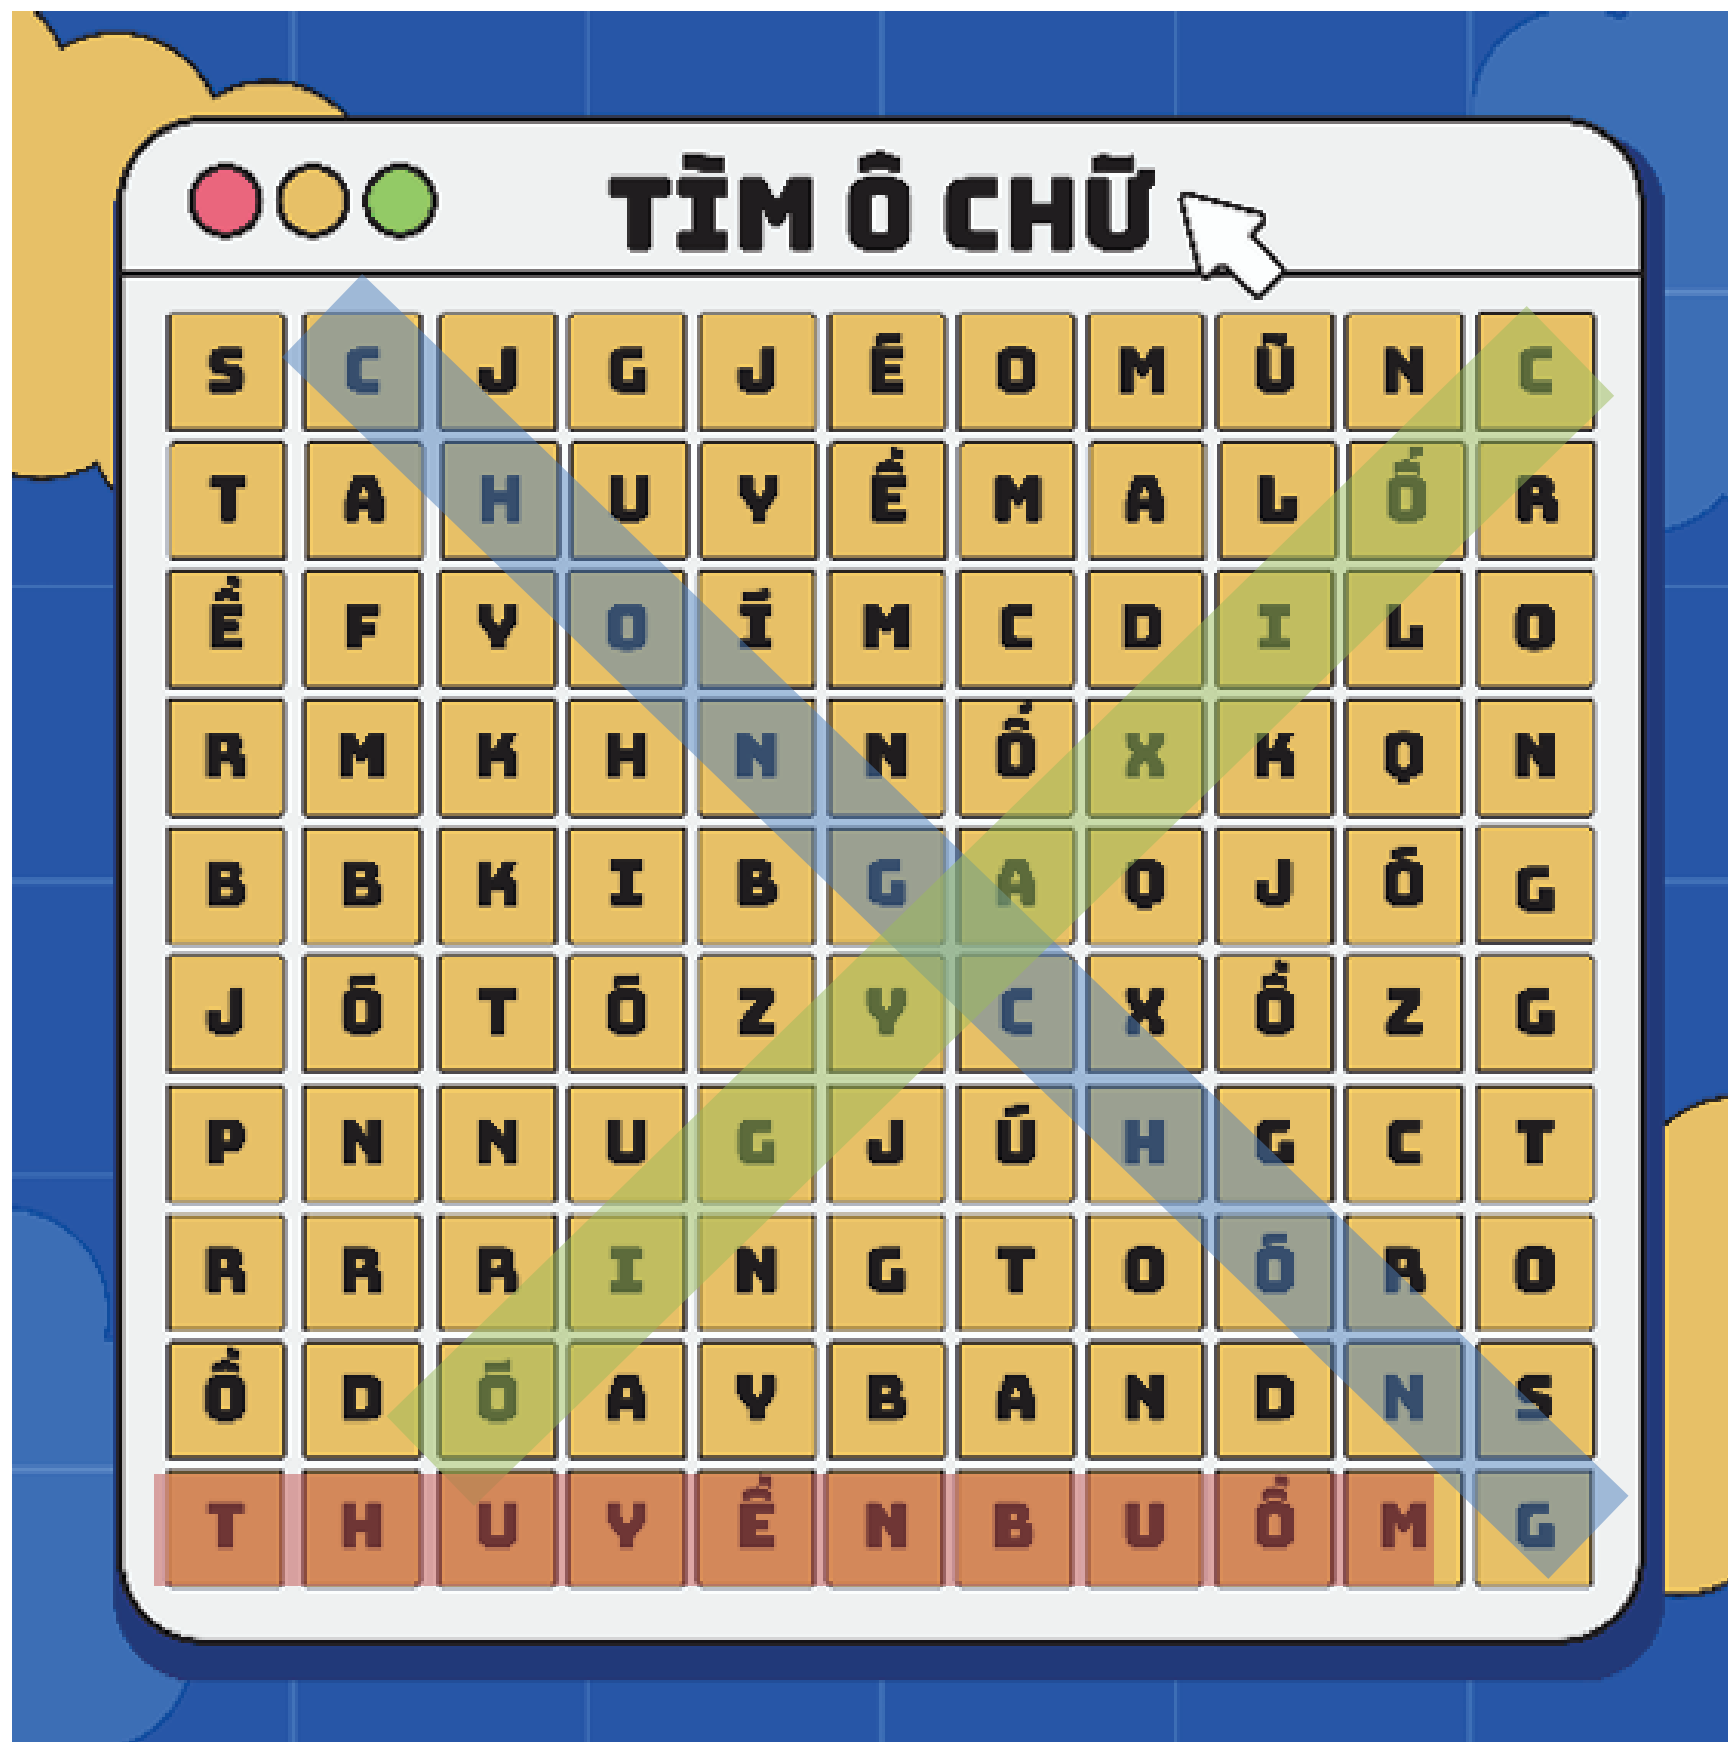 TÌM Ô CHỮ
S C J G J É O M Ũ N C
T A H U Y Ề M A L Ố R
Ề F Y O Ĩ M C D I L O
R M K H N N Ố X K Q N
B B K I B G A O J Õ G
J Õ T Õ Z Y C X Ồ Z G
P N N U G J Ú H G C T
R R R I N G T O Ó R O
Ồ D Ó A Y B A N D N S
T H U Y Ề N B U Ồ M G